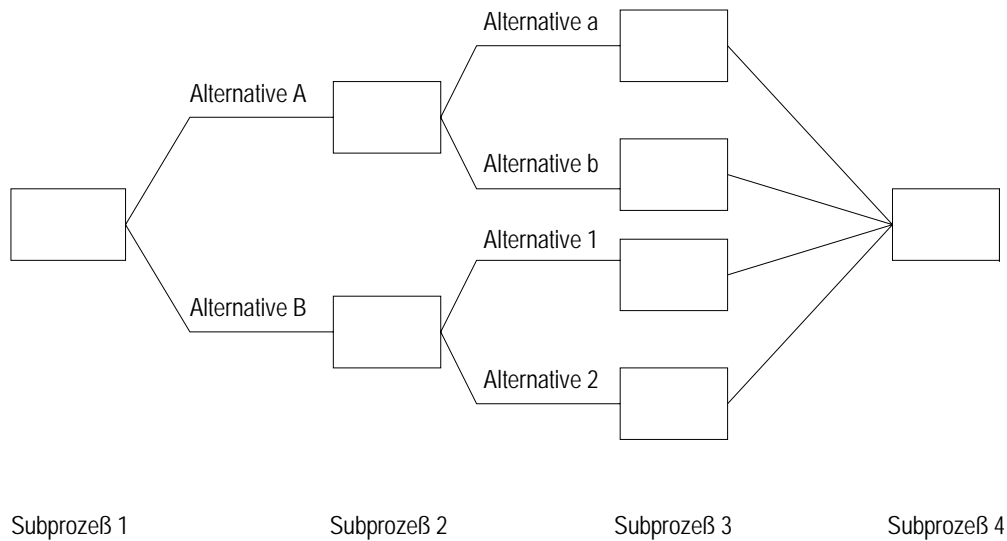 Alternative a
Alternative A
Alternative b
Alternative 1
Alternative B
Alternative 2
Subprozeß 1 Subprozeß 2 Subprozeß 3 Subprozeß 4